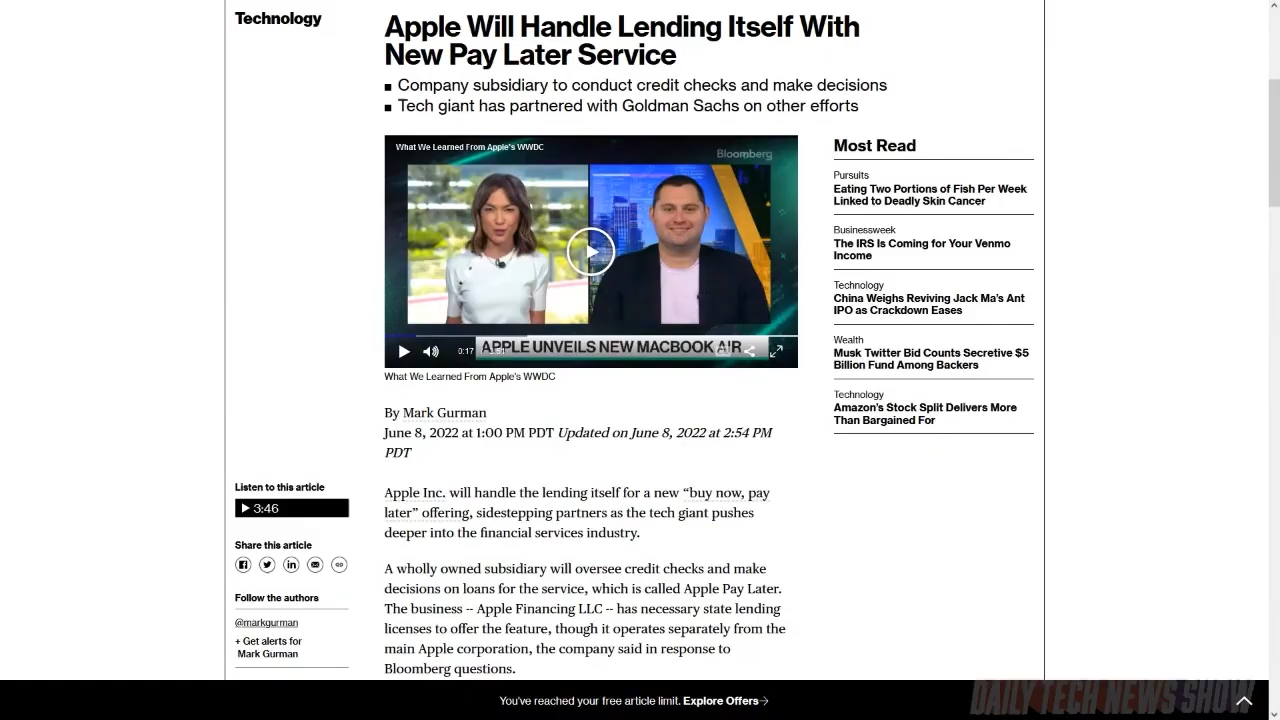 Technology
Apple Will Handle Lending Itself With
New Pay Later Service
Company subsidiary to conduct credit checks and make decisions
Tech giant has partnered with Goldman Sachs on other efforts
What We Learned From Apple's WWDC
Bloomberg
0:17
APPLE UNVEILS NEW MACBOOK AIR
What We Learned From Apple's WWDC
By Mark Gurman
June 8, 2022 at 1:00 PM PDT Updated on June 8, 2022 at 2:54 PM
PDT
Listen to this article
3:46
Share this article
Follow the authors
@markgurman
+ Get alerts for
Mark Gurman
Apple Inc. will handle the lending itself for a new “buy now, pay
later” offering, sidestepping partners as the tech giant pushes
deeper into the financial services industry.
A wholly owned subsidiary will oversee credit checks and make
decisions on loans for the service, which is called Apple Pay Later.
The business -- Apple Financing LLC -- has necessary state lending
licenses to offer the feature, though it operates separately from the
main Apple corporation, the company said in response to
Bloomberg questions.
Most Read
Pursuits
Eating Two Portions of Fish Per Week
Linked to Deadly Skin Cancer
Businessweek
The IRS Is Coming for Your Venmo
Income
Technology
China Weighs Reviving Jack Ma's Ant
IPO as Crackdown Eases
Wealth
Musk Twitter Bid Counts Secretive $5
Billion Fund Among Backers
Technology
Amazon's Stock Split Delivers More
Than Bargained For
You've reached your free article limit. Explore Offers
DAILY TECH NEWS SHOW